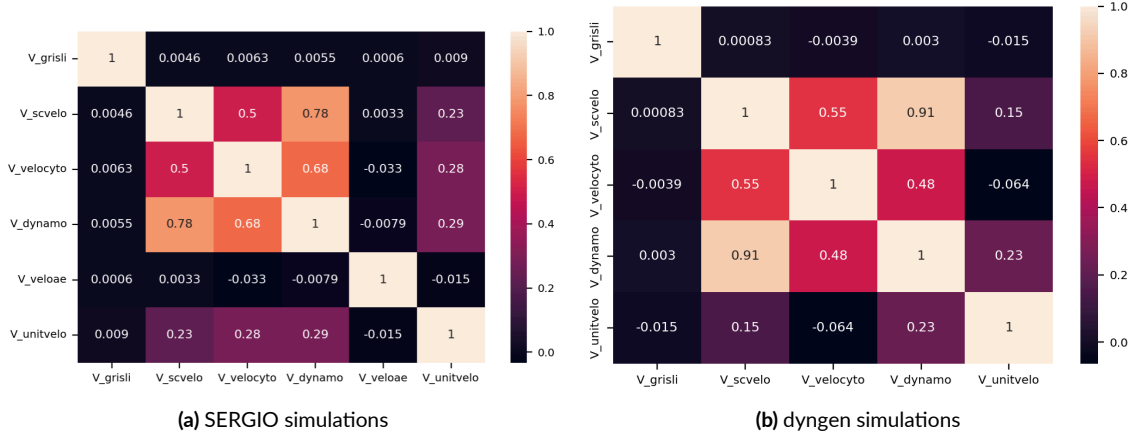 V_grisli 1 0.0046 0.0063 0.0055 0.0006 0.009
V_scvelo 0.0046 1 0.5 0.78 0.0033 0.23
V_velocyto 0.0063 0.5 1 0.68 -0.033 0.28
V_dynamo 0.0055 0.78 0.68 1 -0.0079 0.29
V_veloae 0.0006 0.0033 -0.033 -0.0079 1 -0.015
V_unitvelo 0.009 0.23 0.28 0.29 -0.015 1
V_grisli V_scvelo V_velocyto V_dynamo V_veloae V_unitvelo
1.0
0.8
0.6
0.4
0.2
0.0
(a) SERGIO simulations
V_grisli 1 0.00083 -0.0039 0.003 -0.015
V_scvelo 0.00083 1 0.55 0.91 0.15
V_velocyto -0.0039 0.55 1 0.48 -0.064
V_dynamo 0.003 0.91 0.48 1 0.23
V_unitvelo -0.015 0.15 -0.064 0.23 1
V_grisli V_scvelo V_velocyto V_dynamo V_unitvelo
1.0
0.8
0.6
0.4
0.2
0.0
(b) dyngen simulations